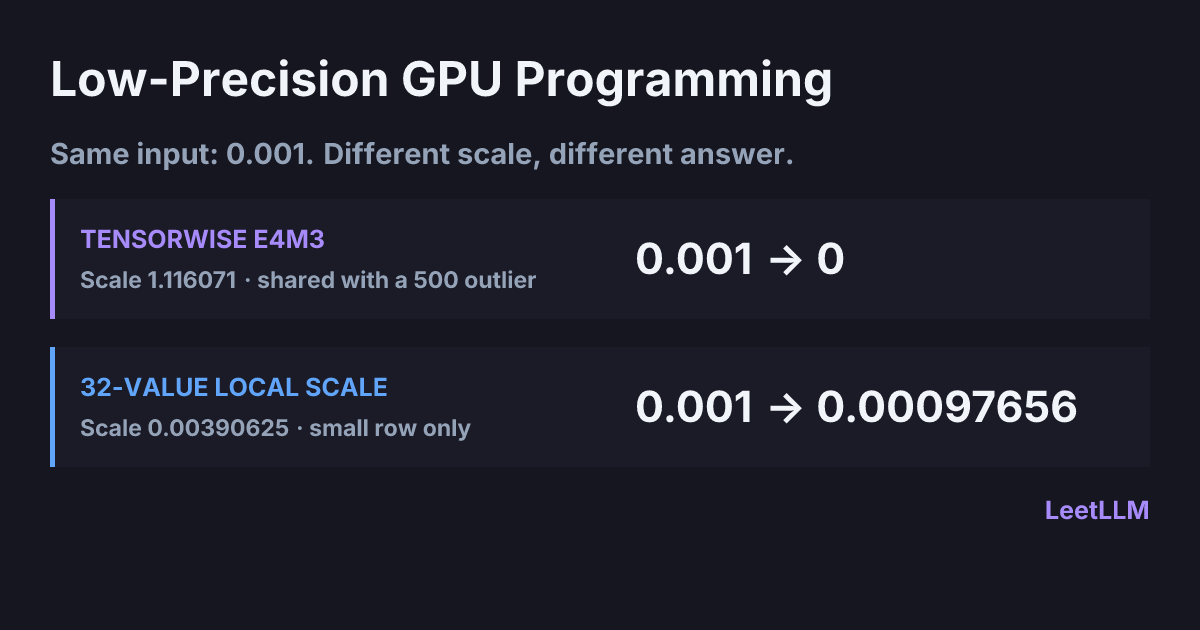 Low-Precision GPU Programming
Same input: 0.001. Different scale, different answer.
TENSORWISE E4M3
Scale 1.116071 · shared with a 500 outlier
0.001 → 0
32-VALUE LOCAL SCALE
Scale 0.00390625 · small row only
0.001 → 0.00097656
LeetLLM